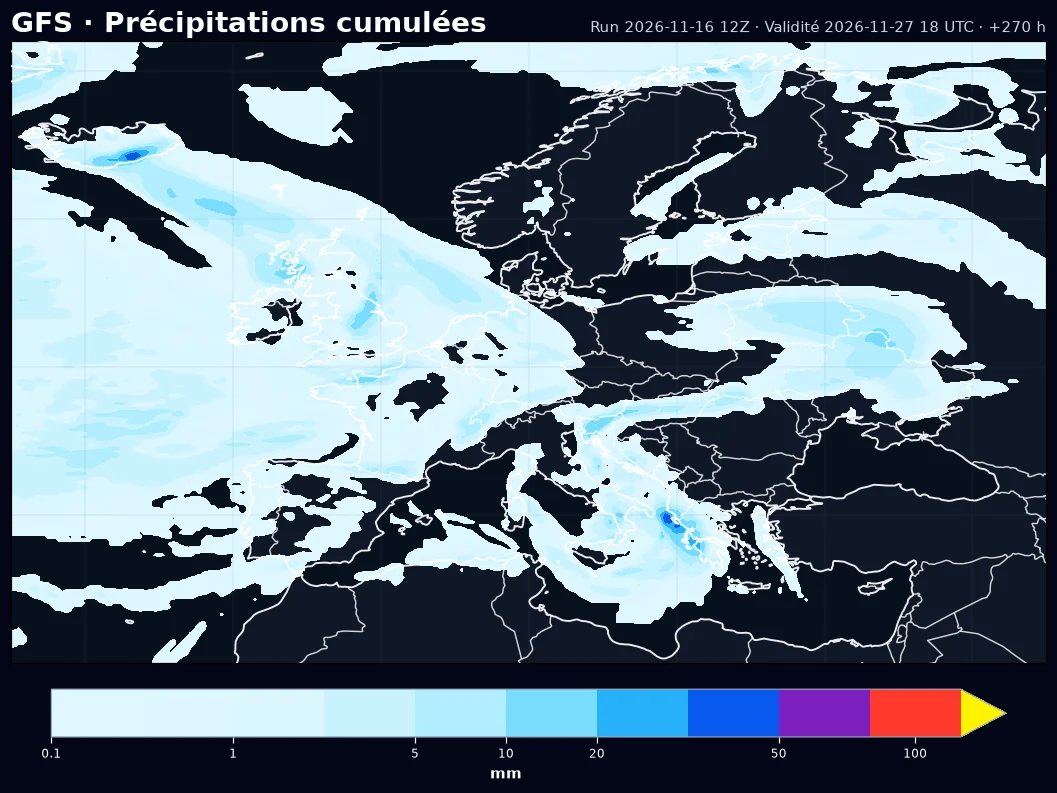 GFS · Précipitations cumulées
Run 2026-11-16 12Z · Validité 2026-11-27 18 UTC · +270 h
0.1 1 5 10 20 50 100
mm